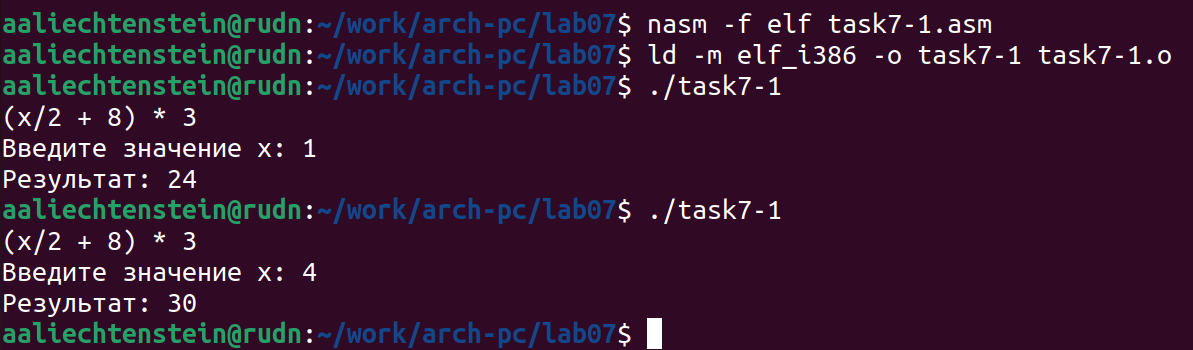 aaliechtenstein@rudn:~/work/arch-pc/lab07$ nasm -f elf task7-1.asm
aaliechtenstein@rudn:~/work/arch-pc/lab07$ ld -m elf_i386 -o task7-1 task7-1.o
aaliechtenstein@rudn:~/work/arch-pc/lab07$ ./task7-1
(x/2 + 8) * 3
Введите значение x: 1
Результат: 24
aaliechtenstein@rudn:~/work/arch-pc/lab07$ ./task7-1
(x/2 + 8) * 3
Введите значение x: 4
Результат: 30
aaliechtenstein@rudn:~/work/arch-pc/lab07$